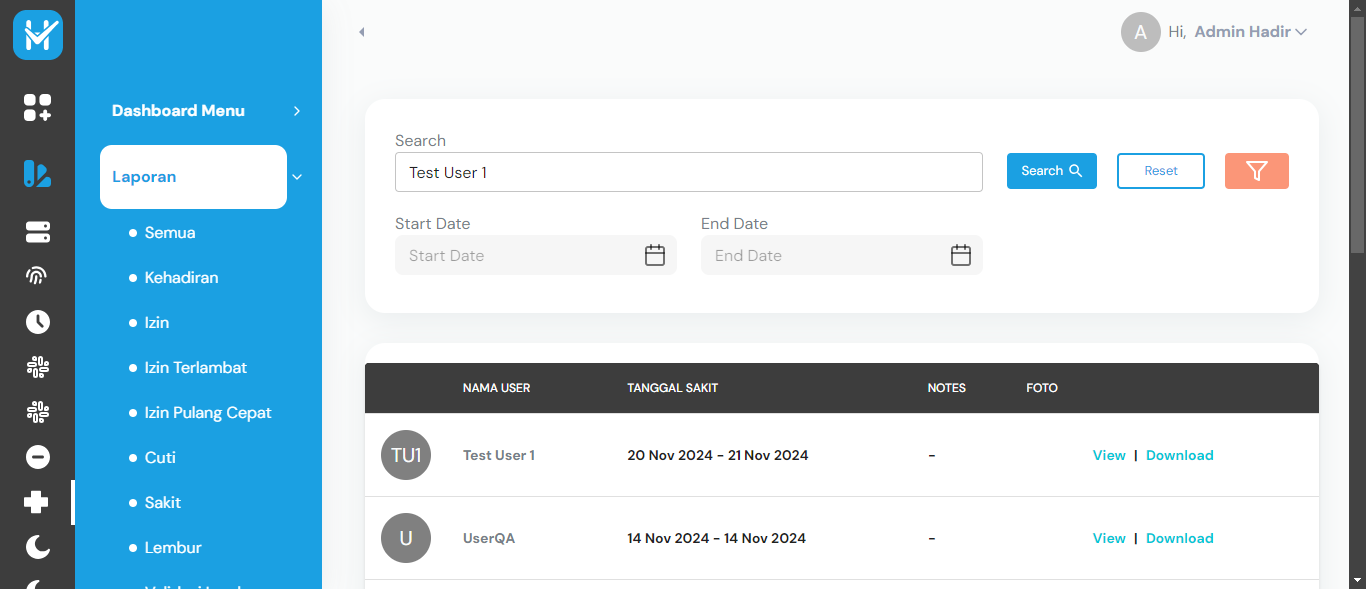 A Hi, Admin Hadir
Dashboard Menu
Laporan
Semua
Kehadiran
Izin
Izin Terlambat
Izin Pulang Cepat
Cuti
Sakit
Lembur
Search
Test User 1
Search
Reset
Start Date
End Date
Start Date
End Date
NAMA USER TANGGAL SAKIT NOTES FOTO
TU1 Test User 1 20 Nov 2024 - 21 Nov 2024 - View | Download
U UserQA 14 Nov 2024 - 14 Nov 2024 - View | Download